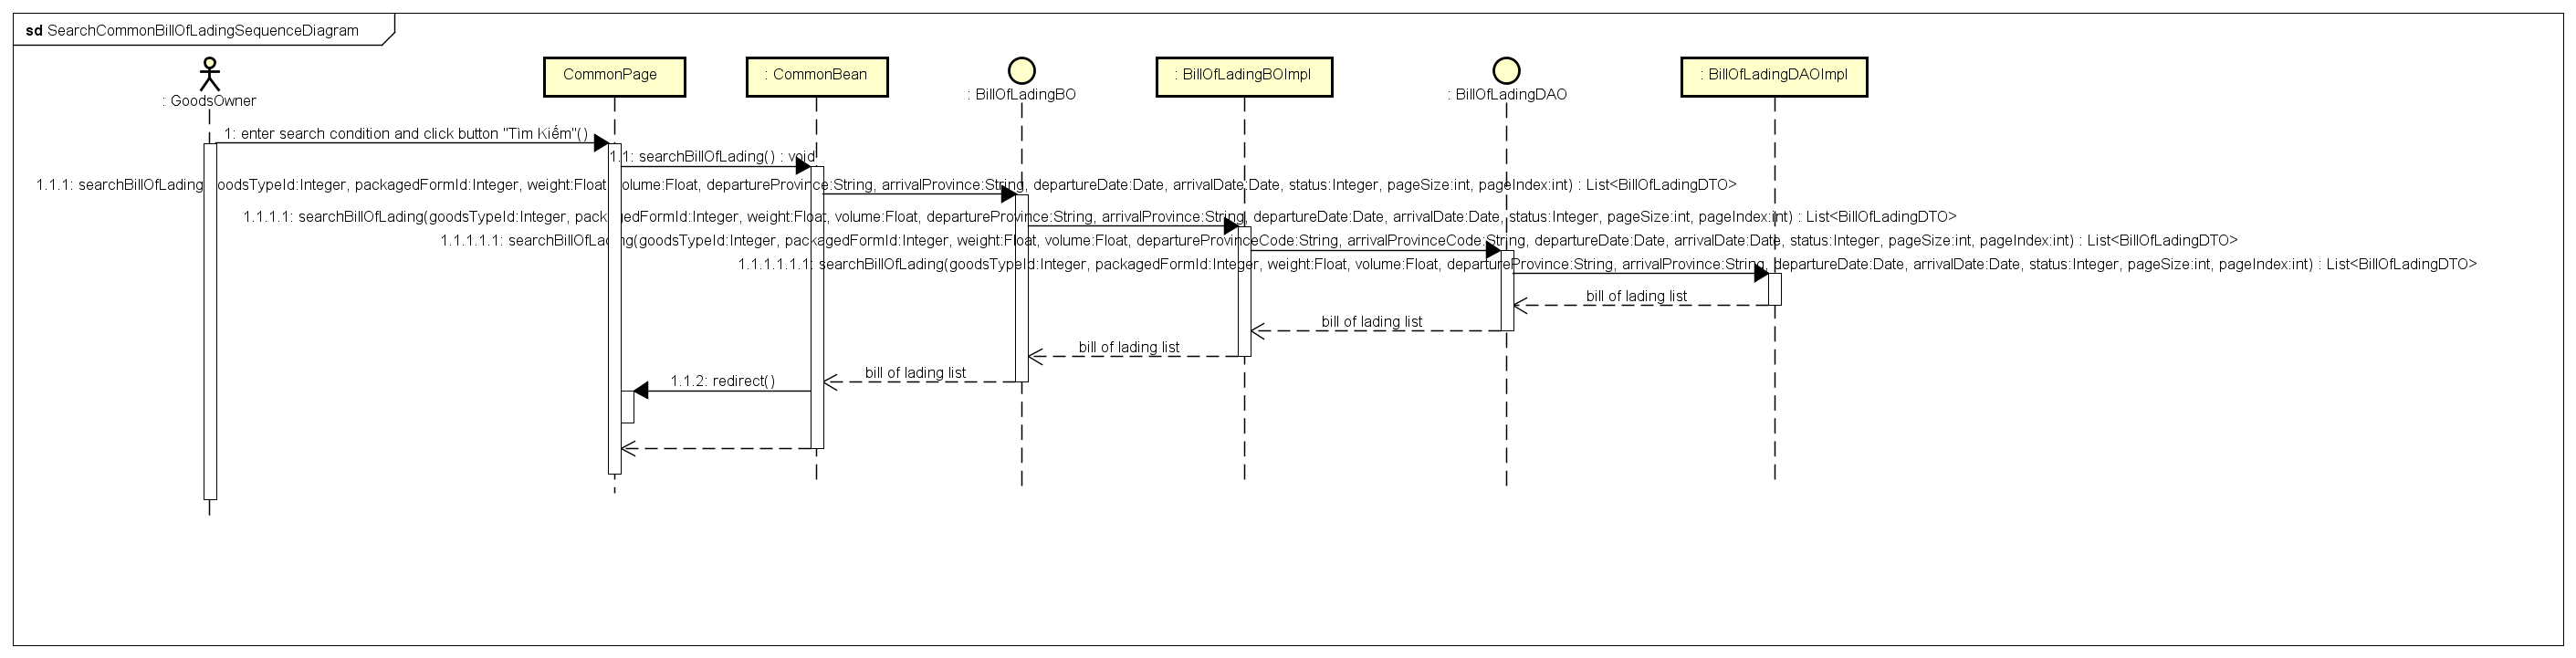 sd SearchCommonBillOfLadingSequenceDiagram
: GoodsOwner
CommonPage
: CommonBean
: BillOfLadingBO
: BillOfLadingBOImpl
: BillOfLadingDAO
: BillOfLadingDAOImpl
1: enter search condition and click button "Tìm Kiếm"()
1.1: searchBillOfLading() : void
1.1.1: searchBillOfLading(goodsTypeId:Integer, packagedFormId:Integer, weight:Float, volume:Float, departureProvince:String, arrivalProvince:String, departureDate:Date, arrivalDate:Date, status:Integer, pageSize:int, pageIndex:int) : List<BillOfLadingDTO>
1.1.1.1: searchBillOfLading(goodsTypeId:Integer, packagedFormId:Integer, weight:Float, volume:Float, departureProvince:String, arrivalProvince:String, departureDate:Date, arrivalDate:Date, status:Integer, pageSize:int, pageIndex:int) : List<BillOfLadingDTO>
1.1.1.1.1: searchBillOfLading(goodsTypeId:Integer, packagedFormId:Integer, weight:Float, volume:Float, departureProvinceCode:String, arrivalProvinceCode:String, departureDate:Date, arrivalDate:Date, status:Integer, pageSize:int, pageIndex:int) : List<BillOfLadingDTO>
1.1.1.1.1.1: searchBillOfLading(goodsTypeId:Integer, packagedFormId:Integer, weight:Float, volume:Float, departureProvince:String, arrivalProvince:String, departureDate:Date, arrivalDate:Date, status:Integer, pageSize:int, pageIndex:int) : List<BillOfLadingDTO>
bill of lading list
bill of lading list
bill of lading list
bill of lading list
1.1.2: redirect()